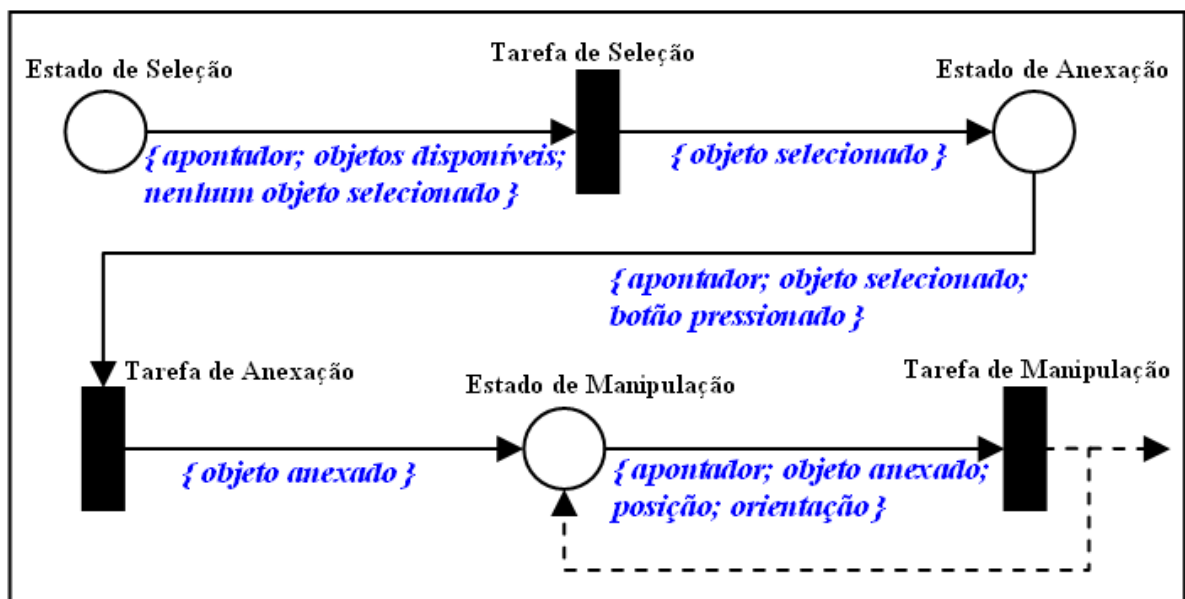 Estado de Seleção
Tarefa de Seleção
Estado de Anexação
{ apontador; objetos disponíveis;
nenhum objeto selecionado }
{ objeto selecionado }
{ apontador; objeto selecionado;
botão pressionado }
Tarefa de Anexação
Estado de Manipulação
Tarefa de Manipulação
{ objeto anexado }
{ apontador; objeto anexado;
posição; orientação }